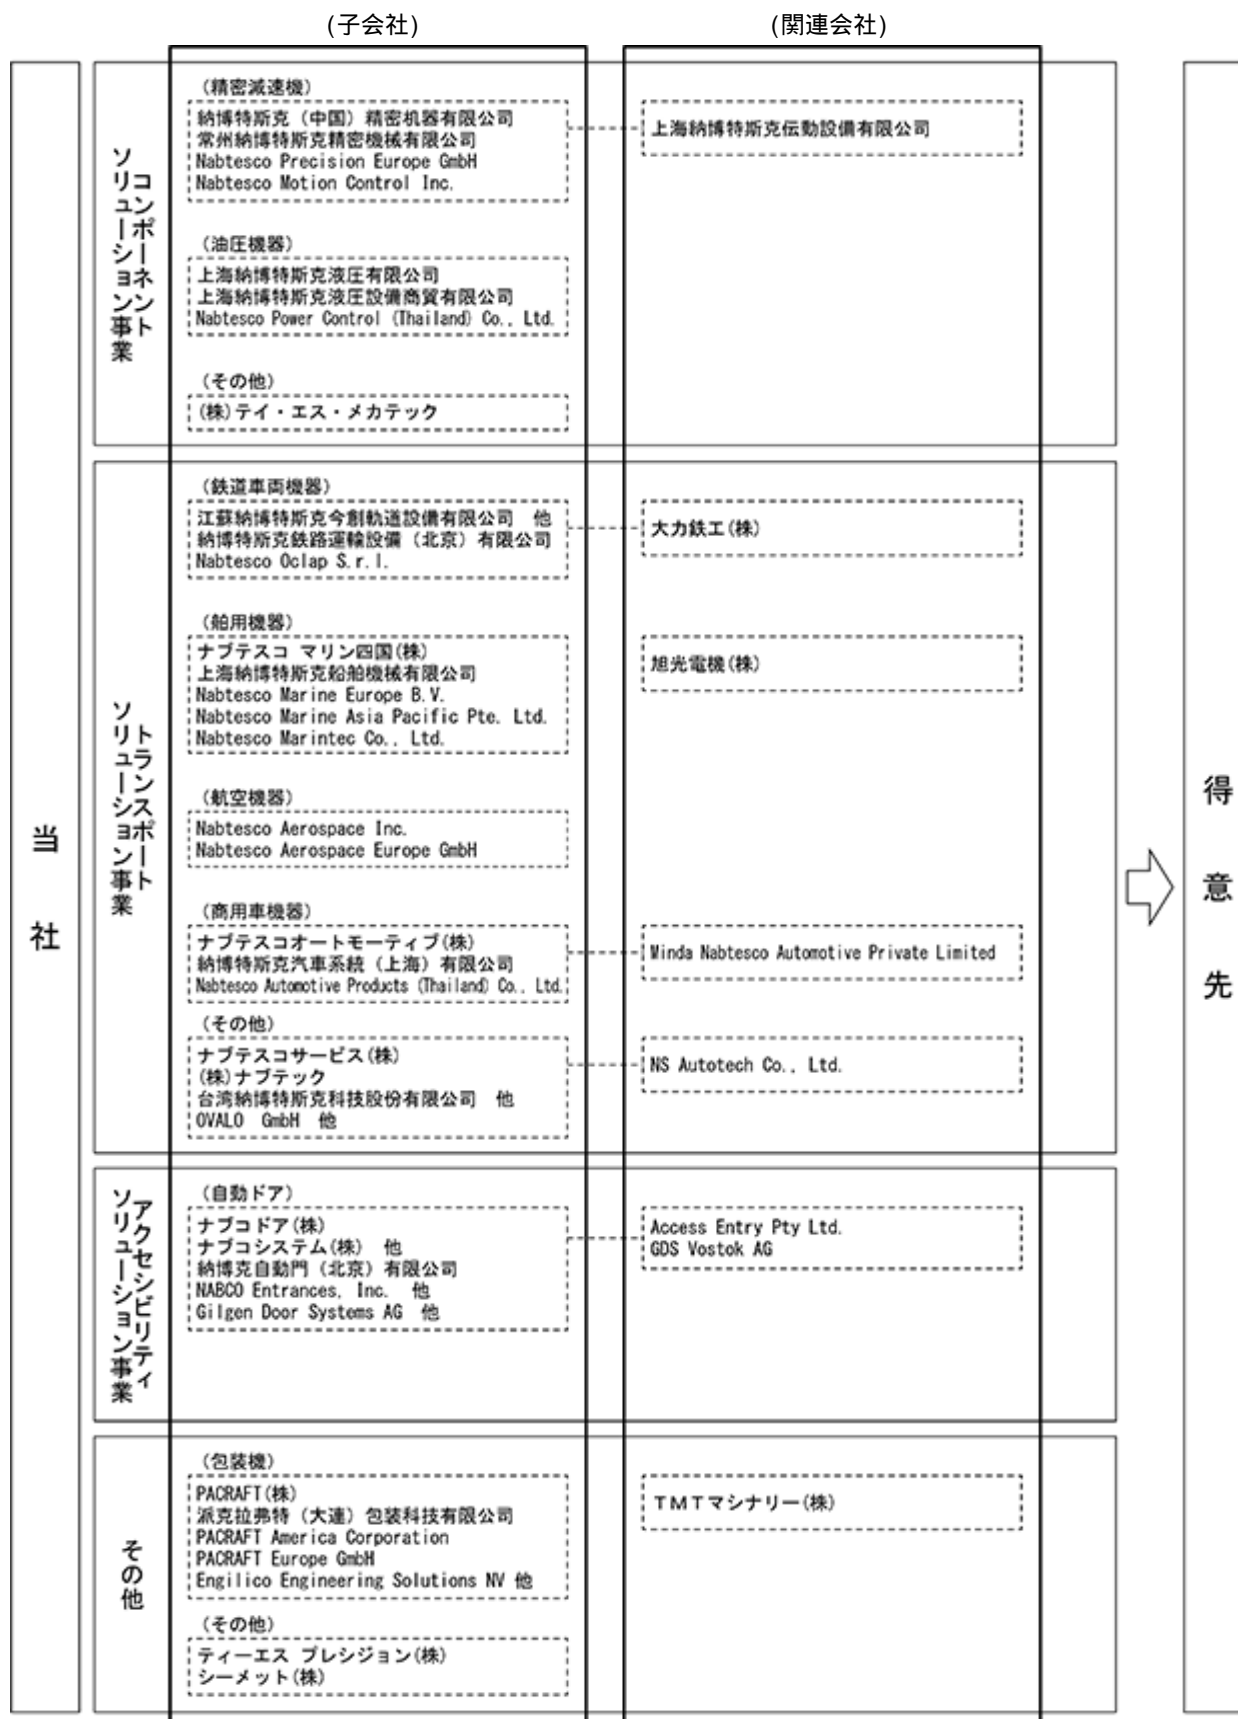 (子会社)
(関連会社)
当社
コンポーネント
ソリューション事業
(精密減速機)
納博特斯克（中国）精密机器有限公司
常州納博特斯克精密機械有限公司
Nabtesco Precision Europe GmbH
Nabtesco Motion Control Inc.
上海納博特斯克伝動設備有限公司
(油圧機器)
上海納博特斯克液圧有限公司
上海納博特斯克液圧設備商貿有限公司
Nabtesco Power Control (Thailand) Co., Ltd.
(その他)
(株)テイ・エス・メカテック
トランスポート
ソリューション事業
(鉄道車両機器)
江蘇納博特斯克今創軌道設備有限公司　他
納博特斯克鉄路運輸設備（北京）有限公司
Nabtesco Oclap S.r.l.
大力鉄工(株)
(舶用機器)
ナブテスコ マリン四国(株)
上海納博特斯克船舶機械有限公司
Nabtesco Marine Europe B.V.
Nabtesco Marine Asia Pacific Pte. Ltd.
Nabtesco Marintec Co., Ltd.
旭光電機(株)
(航空機器)
Nabtesco Aerospace Inc.
Nabtesco Aerospace Europe GmbH
(商用車機器)
ナブテスコオートモーティブ(株)
納博特斯克汽車系統（上海）有限公司
Nabtesco Automotive Products (Thailand) Co., Ltd.
Minda Nabtesco Automotive Private Limited
(その他)
ナブテスコサービス(株)
(株)ナブテック
台湾納博特斯克科技股份有限公司　他
OVALO　GmbH　他
NS Autotech Co., Ltd.
アクセシビリティ
ソリューション事業
(自動ドア)
ナブコドア(株)
ナブコシステム(株)　他
納博克自動門（北京）有限公司
NABCO Entrances, Inc.　他
Gilgen Door Systems AG　他
Access Entry Pty Ltd.
GDS Vostok AG
その他
(包装機)
PACRAFT(株)
派克拉弗特（大連）包装科技有限公司
PACRAFT America Corporation
PACRAFT Europe GmbH
Engilico Engineering Solutions NV 他
TMTマシナリー(株)
(その他)
ティーエス プレシジョン(株)
シーメット(株)
得意先